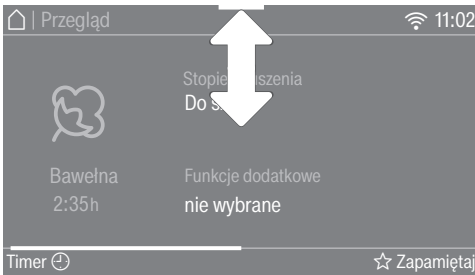 Przegląd
11:02
Do
Bawełna
2:35h
Funkcje dodatkowe
nie wybrane
Timer
Zapamiętaj